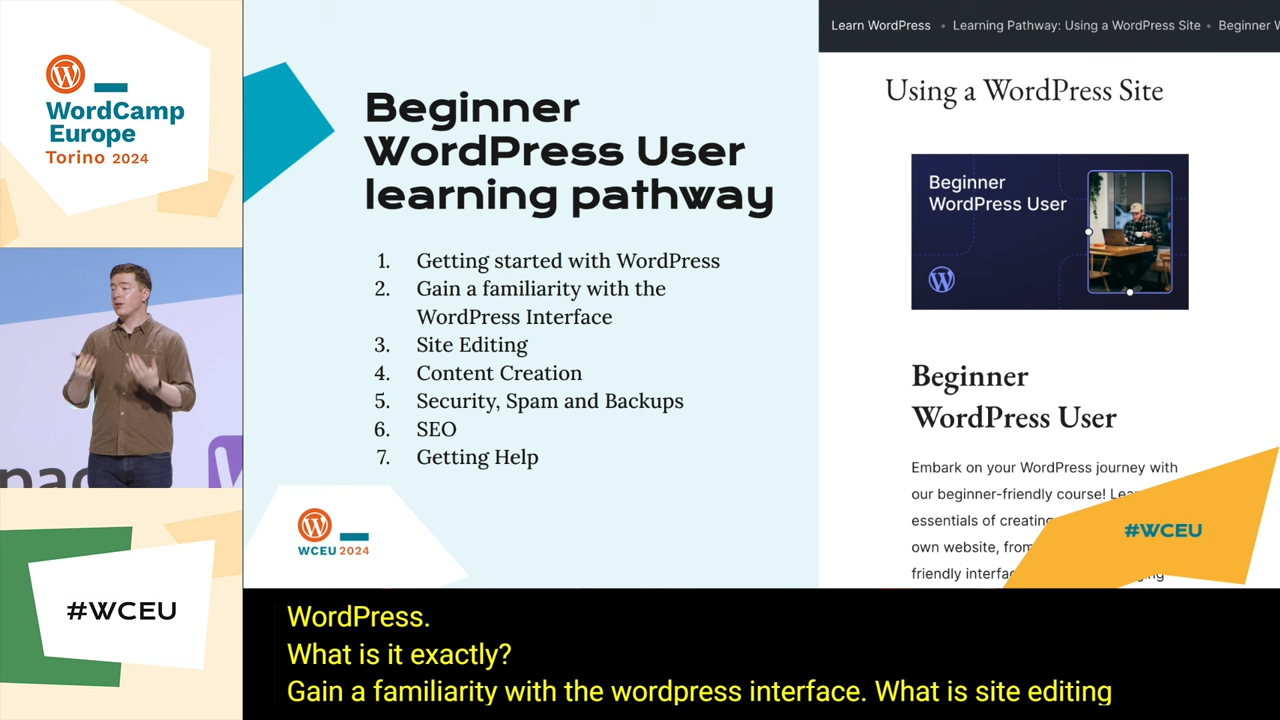 WordCamp
Europe
Torino 2024
#WCEU
Beginner
WordPress User
learning pathway
1. Getting started with WordPress
2. Gain a familiarity with the
WordPress Interface
3. Site Editing
4. Content Creation
5. Security, Spam and Backups
6. SEO
7. Getting Help
WCEU 2024
Learn WordPress • Learning Pathway: Using a WordPress Site • Beginner W
Using a WordPress Site
Beginner
WordPress User
Beginner
WordPress User
Embark on your WordPress journey with
our beginner-friendly course!
essentials of creating
own website, from
friendly
#WCEU
WordPress.
What is it exactly?
Gain a familiarity with the wordpress interface. What is site editing